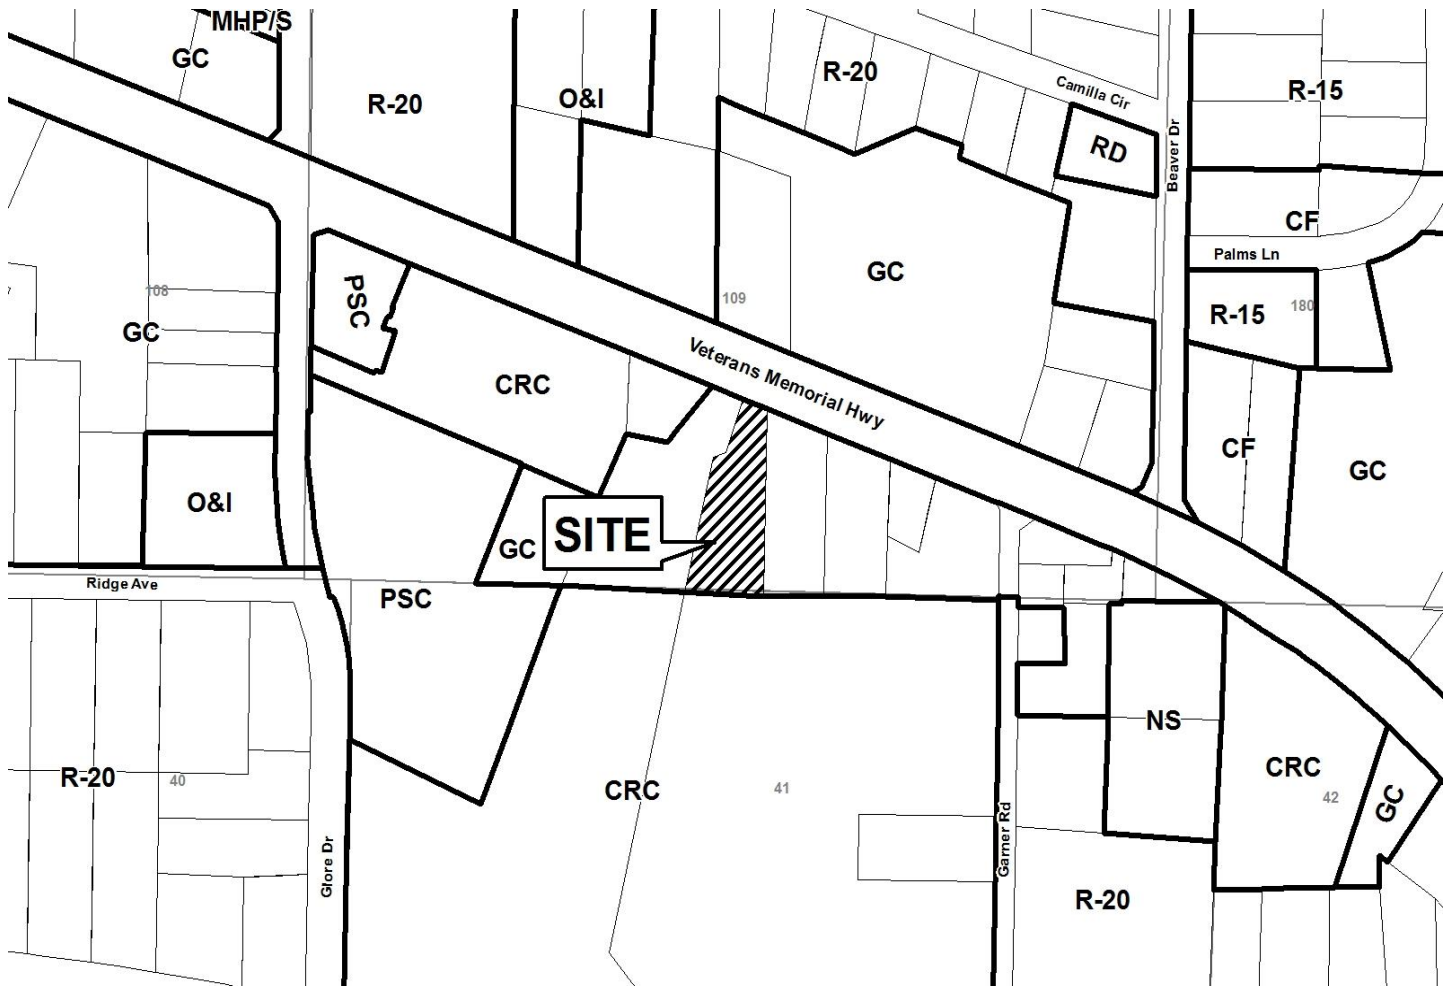 MHP/S
GC
R-20
O&I
R-20
Camilla Cir
R-15
RD
Beaver Dr
CF
Palms Ln
GC
PSC
108
109
180
R-15
GC
Veterans Memorial Hwy
CRC
CF
GC
O&I
SITE
GC
Ridge Ave
PSC
NS
R-20
40
CRC
41
CRC
42
GC
Glore Dr
Garner Rd
R-20